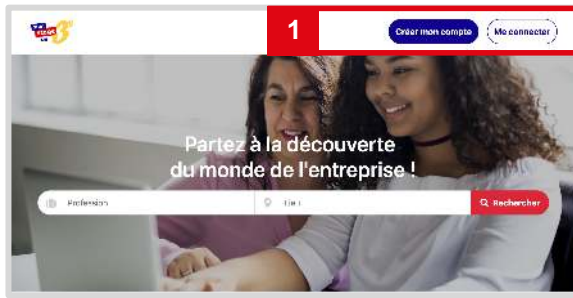 1
Créer mon compte
Me connecter
Partez à la découverte
du monde de l'entreprise !
Profession
Lieu
Rechercher